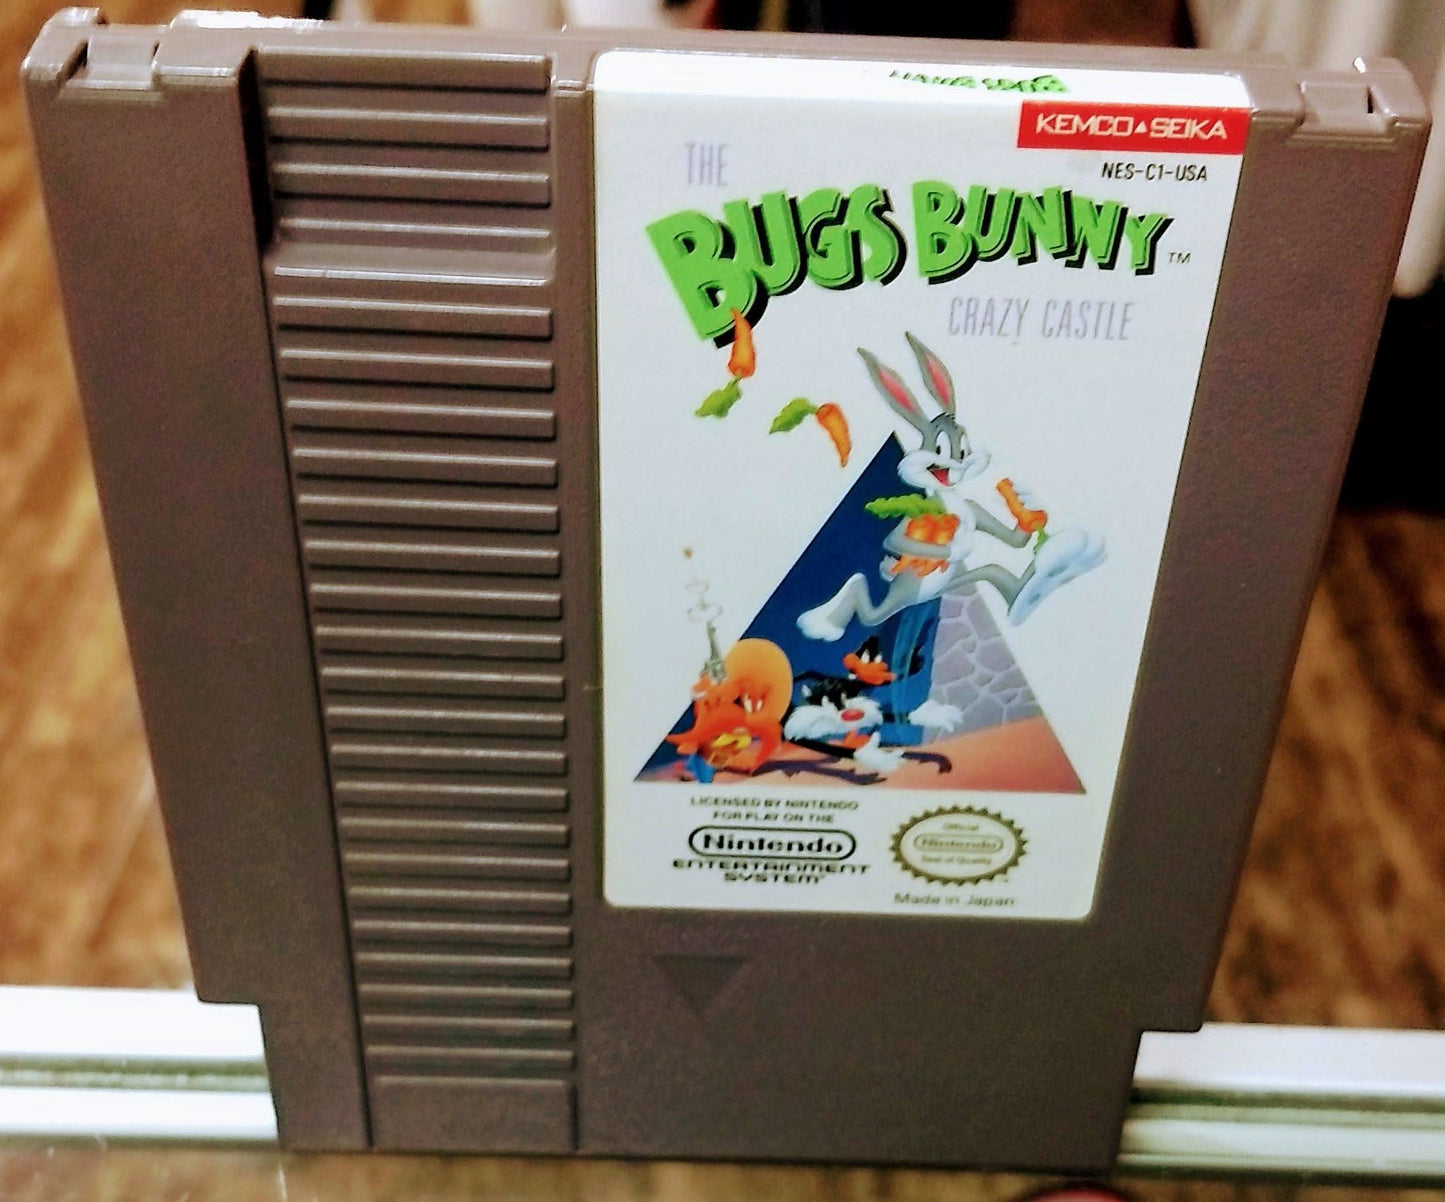 KEMCO▲SEIKA
NES-C1-USA
THE
BUGS BUNNY™
CRAZY CASTLE
LICENSED BY NINTENDO
FOR PLAY ON THE
Nintendo
ENTERTAINMENT
SYSTEM
Official
Nintendo
Seal of Quality
Made in Japan